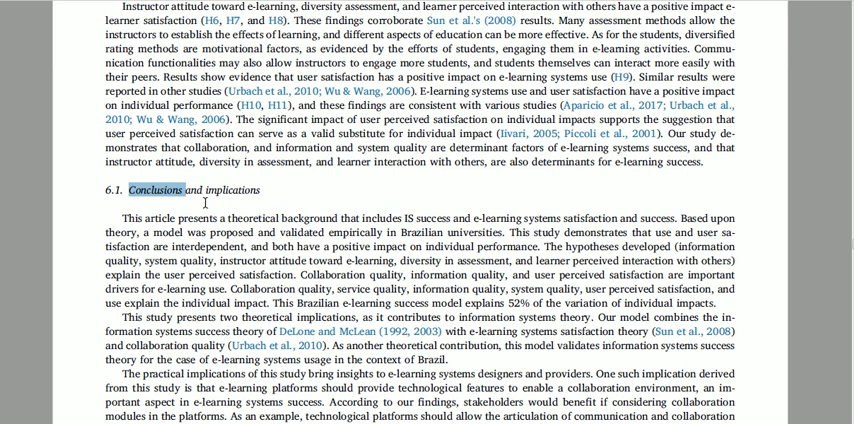 Instructor attitude toward e-learning, diversity assessment, and learner perceived interaction with others have a positive impact e-
learner satisfaction (H6, H7, and H8). These findings corroborate Sun et al.'s (2008) results. Many assessment methods allow the
instructors to establish the effects of learning, and different aspects of education can be more effective. As for the students, diversified
rating methods are motivational factors, as evidenced by the efforts of students, engaging them in e-learning activities. Commu-
nication functionalities may also allow instructors to engage more students, and students themselves can interact more easily with
their peers. Results show evidence that user satisfaction has a positive impact on e-learning systems use (H9). Similar results were
reported in other studies (Urbach et al., 2010; Wu & Wang, 2006). E-learning systems use and user satisfaction have a positive impact
on individual performance (H10, H11), and these findings are consistent with various studies (Aparicio et al., 2017; Urbach et al.,
2010; Wu & Wang, 2006). The significant impact of user perceived satisfaction on individual impacts supports the suggestion that
user perceived satisfaction can serve as a valid substitute for individual impact (Iivari, 2005; Piccoli et al., 2001). Our study de-
monstrates that collaboration, and information and system quality are determinant factors of e-learning systems success, and that
instructor attitude, diversity in assessment, and learner interaction with others, are also determinants for e-learning success.
6.1. Conclusions and implications
This article presents a theoretical background that includes IS success and e-learning systems satisfaction and success. Based upon
theory, a model was proposed and validated empirically in Brazilian universities. This study demonstrates that use and user sa-
tisfaction are interdependent, and both have a positive impact on individual performance. The hypotheses developed (information
quality, system quality, instructor attitude toward e-learning, diversity in assessment, and learner perceived interaction with others)
explain the user perceived satisfaction. Collaboration quality, information quality, and user perceived satisfaction are important
drivers for e-learning use. Collaboration quality, service quality, information quality, system quality, user perceived satisfaction, and
use explain the individual impact. This Brazilian e-learning success model explains 52% of the variation of individual impacts.
This study presents two theoretical implications, as it contributes to information systems theory. Our model combines the in-
formation systems success theory of DeLone and McLean (1992, 2003) with e-learning systems satisfaction theory (Sun et al., 2008)
and collaboration quality (Urbach et al., 2010). As another theoretical contribution, this model validates information systems success
theory for the case of e-learning systems usage in the context of Brazil.
The practical implications of this study bring insights to e-learning systems designers and providers. One such implication derived
from this study is that e-learning platforms should provide technological features to enable a collaboration environment, an im-
portant aspect in e-learning systems success. According to our findings, stakeholders would benefit if considering collaboration
modules in the platforms. As an example, technological platforms should allow the articulation of communication and collaboration